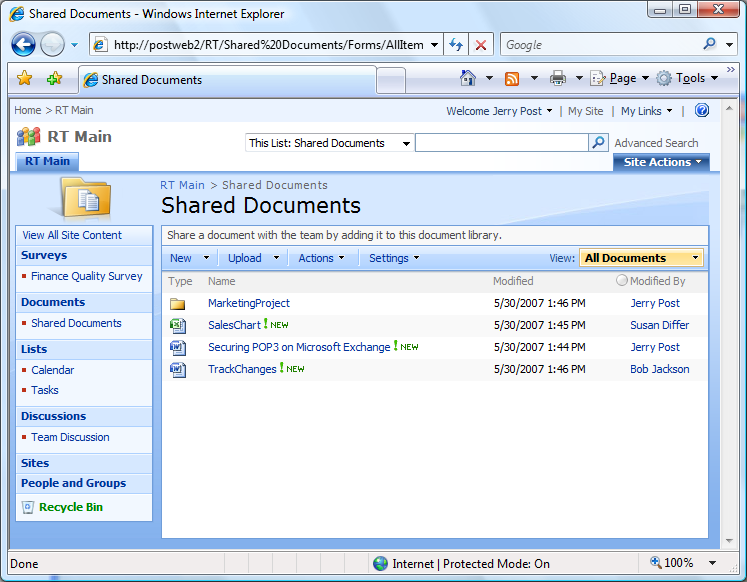 Shared Documents - Windows Internet Explorer
http://postweb2/RT/Shared%20Documents/Forms/AllItem
Google
Shared Documents
Page Tools »
Home > RT Main
Welcome Jerry Post | My Site | My Links |
RT Main
This List: Shared Documents
Advanced Search
RT Main
Site Actions
RT Main > Shared Documents
Shared Documents
View All Site Content
Surveys
Finance Quality Survey
Documents
Shared Documents
Lists
Calendar
Tasks
Discussions
Team Discussion
Sites
People and Groups
Recycle Bin
Share a document with the team by adding it to this document library.
New Upload Actions Settings View: All Documents
Type Name Modified Modified By
MarketingProject 5/30/2007 1:46 PM Jerry Post
SalesChart ! NEW 5/30/2007 1:45 PM Susan Differ
Securing POP3 on Microsoft Exchange ! NEW 5/30/2007 1:44 PM Jerry Post
TrackChanges ! NEW 5/30/2007 1:46 PM Bob Jackson
Done
Internet | Protected Mode: On
100%